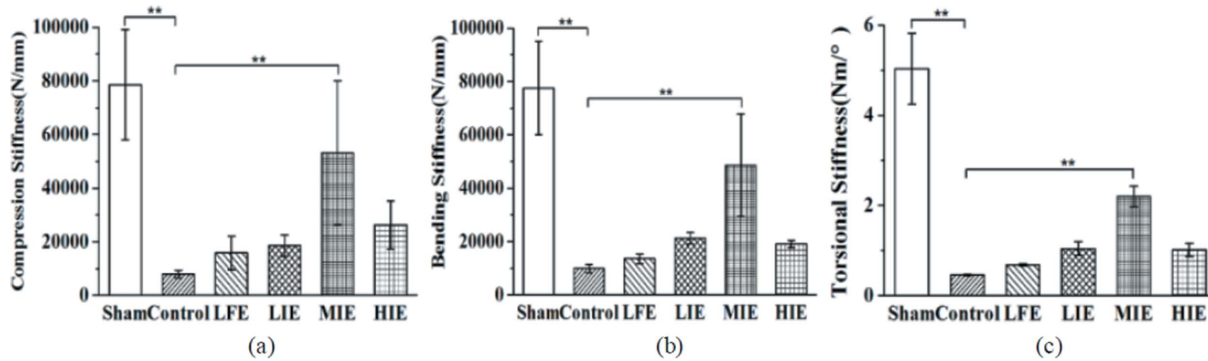 Compression Stiffness(N/mm)
100000
80000
60000
40000
20000
0
**
**
Sham Control LFE LIE MIE HIE
(a)
Bending Stiffness(N/mm)
100000
80000
60000
40000
20000
0
**
**
Sham Control LFE LIE MIE HIE
(b)
Torsional Stiffness(Nm/°)
6
4
2
0
**
**
Sham Control LFE LIE MIE HIE
(c)